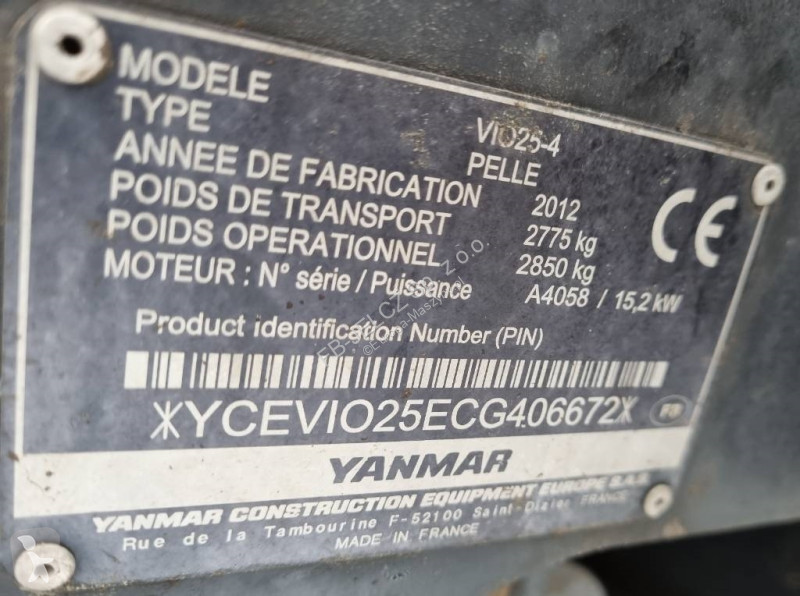 MODELE VIO25-4
TYPE PELLE
ANNEE DE FABRICATION 2012
POIDS DE TRANSPORT 2775 kg
POIDS OPERATIONNEL 2850 kg
MOTEUR : N° série / Puissance A4058 / 15,2 kW
CE
Product identification Number (PIN)
*YCEVIO25ECG406672*
FB
YANMAR
YANMAR CONSTRUCTION EQUIPMENT EUROPE S.A.S
Rue de la Tambourine F-52100 Saint-Dizier FRANCE
MADE IN FRANCE